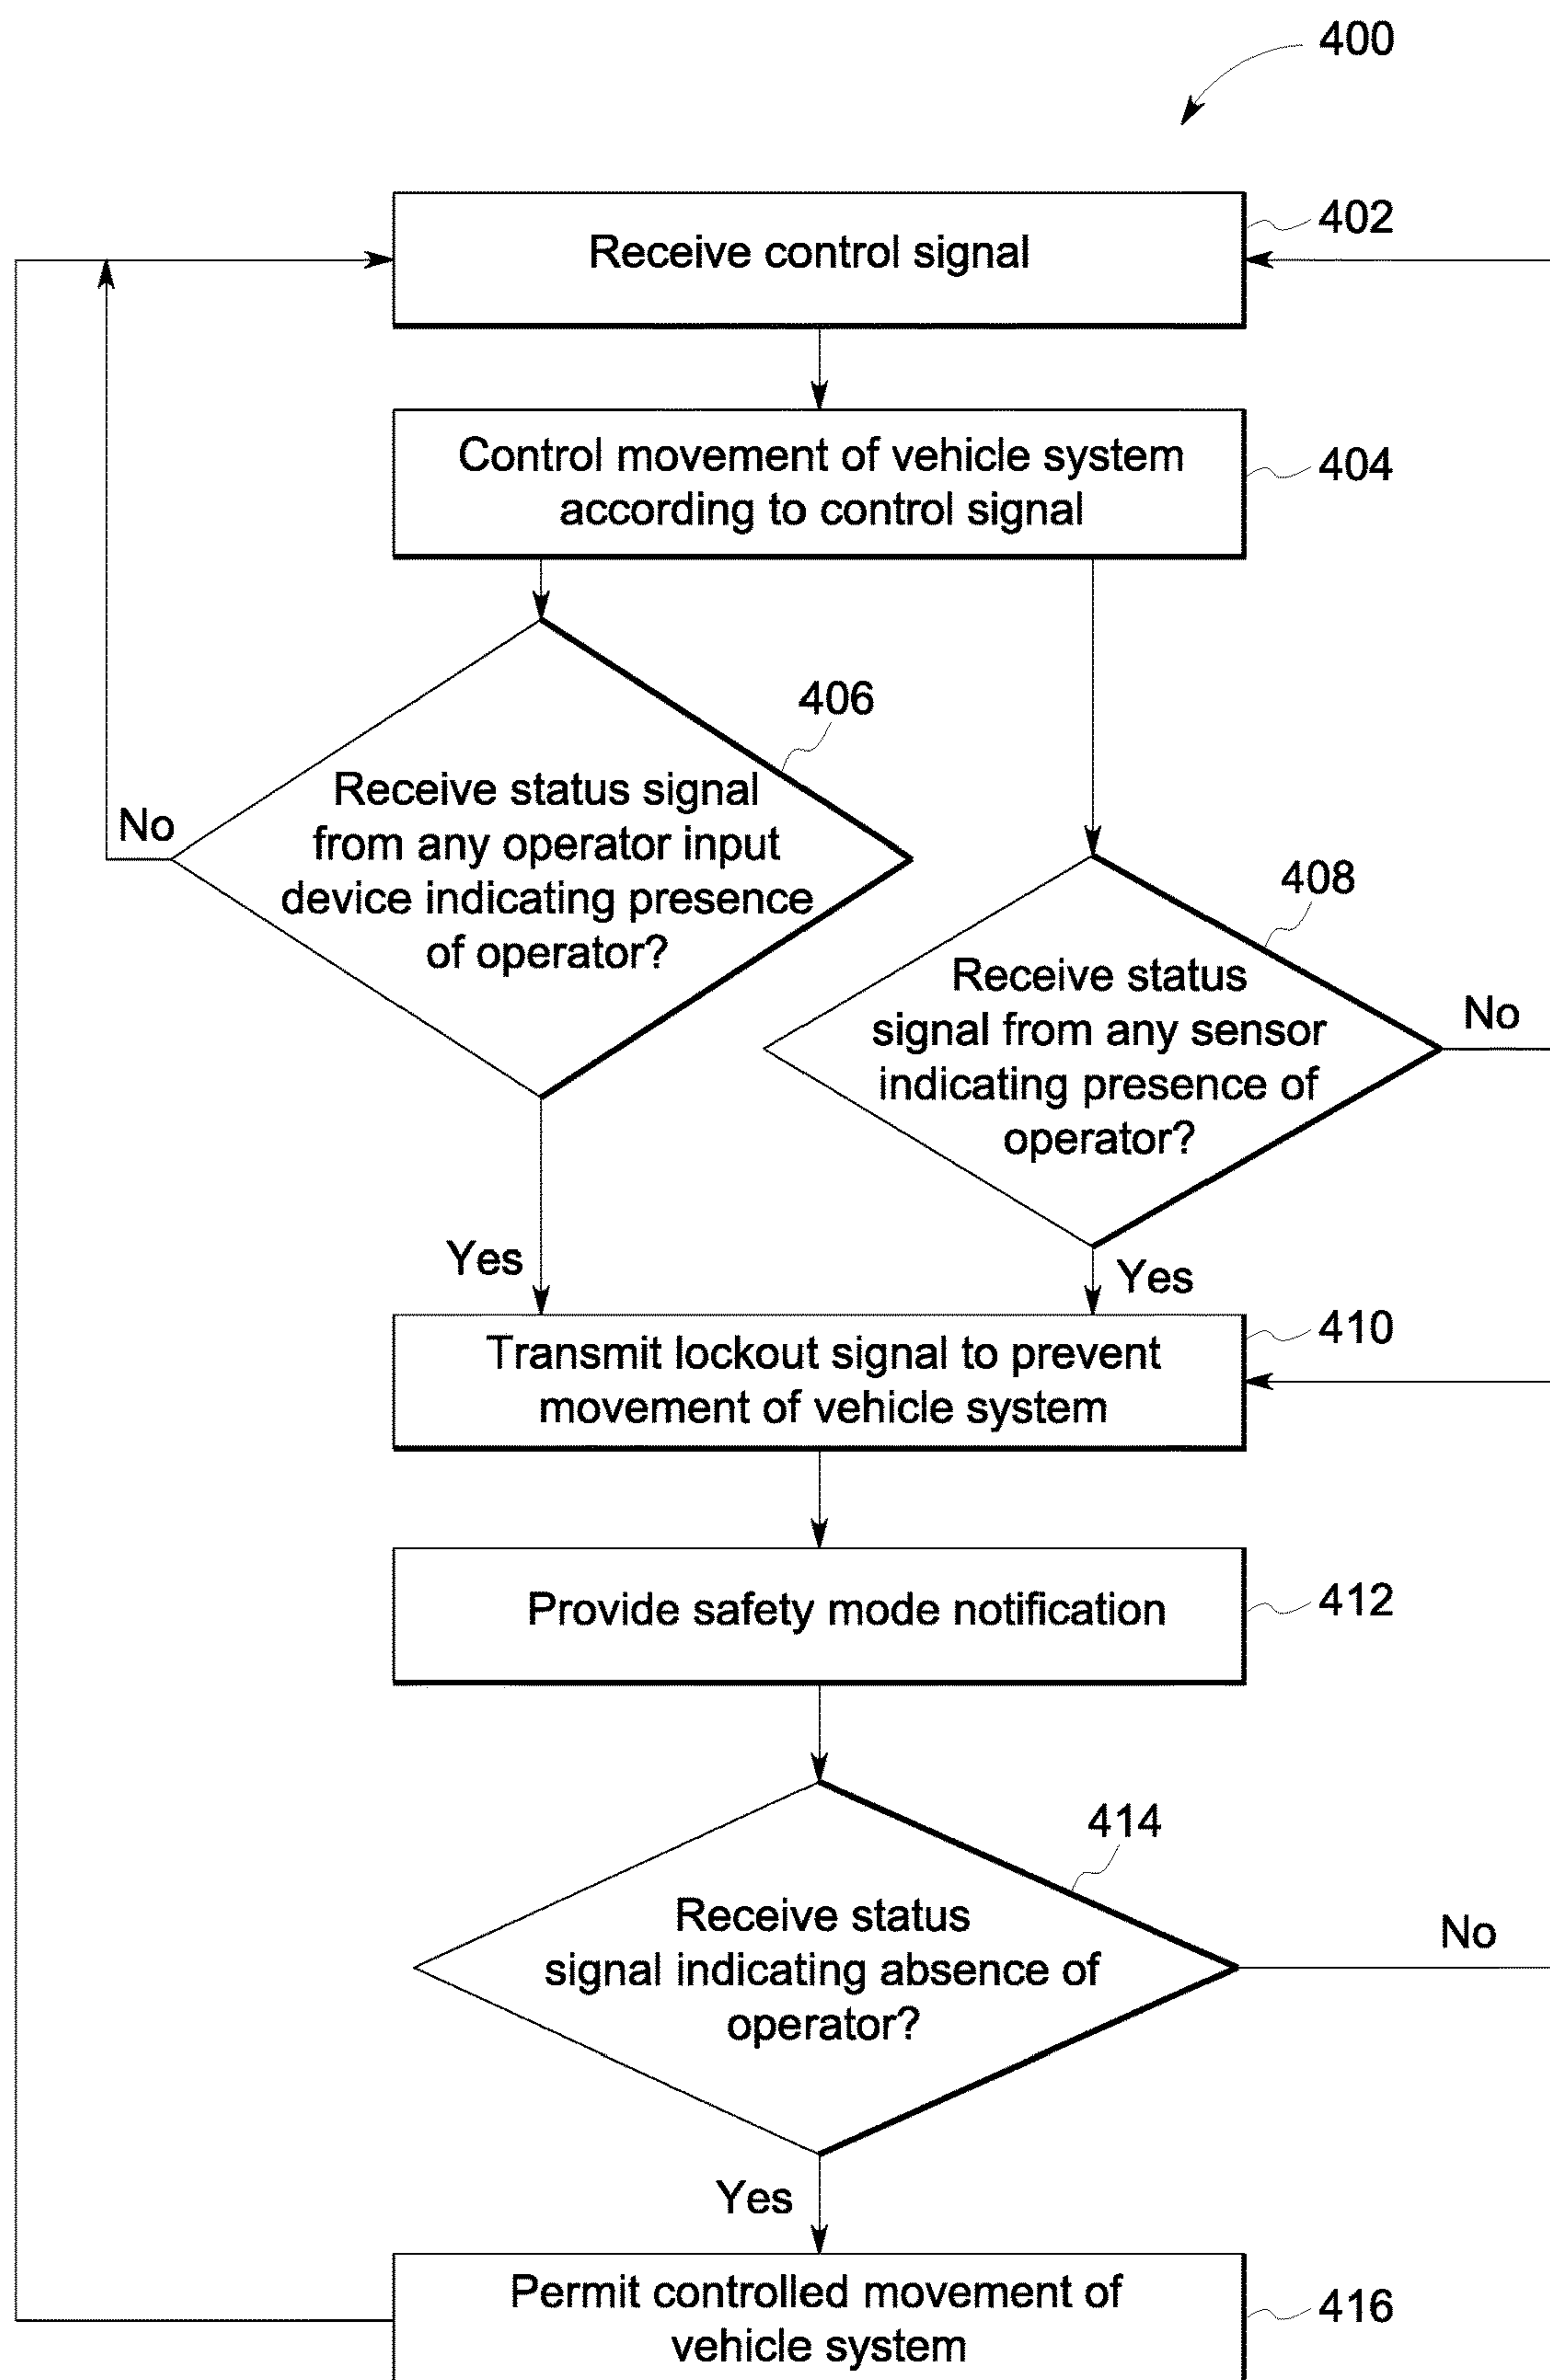 400
Receive control signal
402
Control movement of vehicle system
according to control signal
404
406
Receive status signal
from any operator input
device indicating presence
of operator?
No
408
Receive status
signal from any sensor
indicating presence of
operator?
No
Yes
Yes
Transmit lockout signal to prevent
movement of vehicle system
410
Provide safety mode notification
412
414
Receive status
signal indicating absence of
operator?
No
Yes
Permit controlled movement of
vehicle system
416